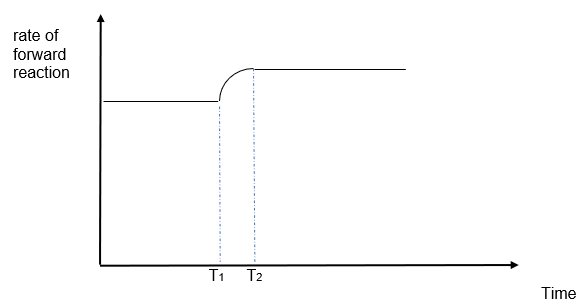 rate of
forward
reaction
T1 T2
Time